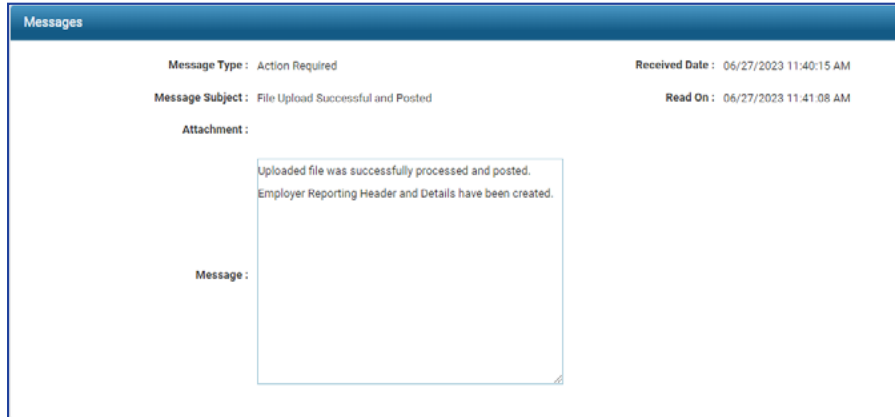 Messages
Message Type : Action Required
Received Date : 06/27/2023 11:40:15 AM
Message Subject : File Upload Successful and Posted
Read On : 06/27/2023 11:41:08 AM
Attachment :
Uploaded file was successfully processed and posted.
Employer Reporting Header and Details have been created.
Message :